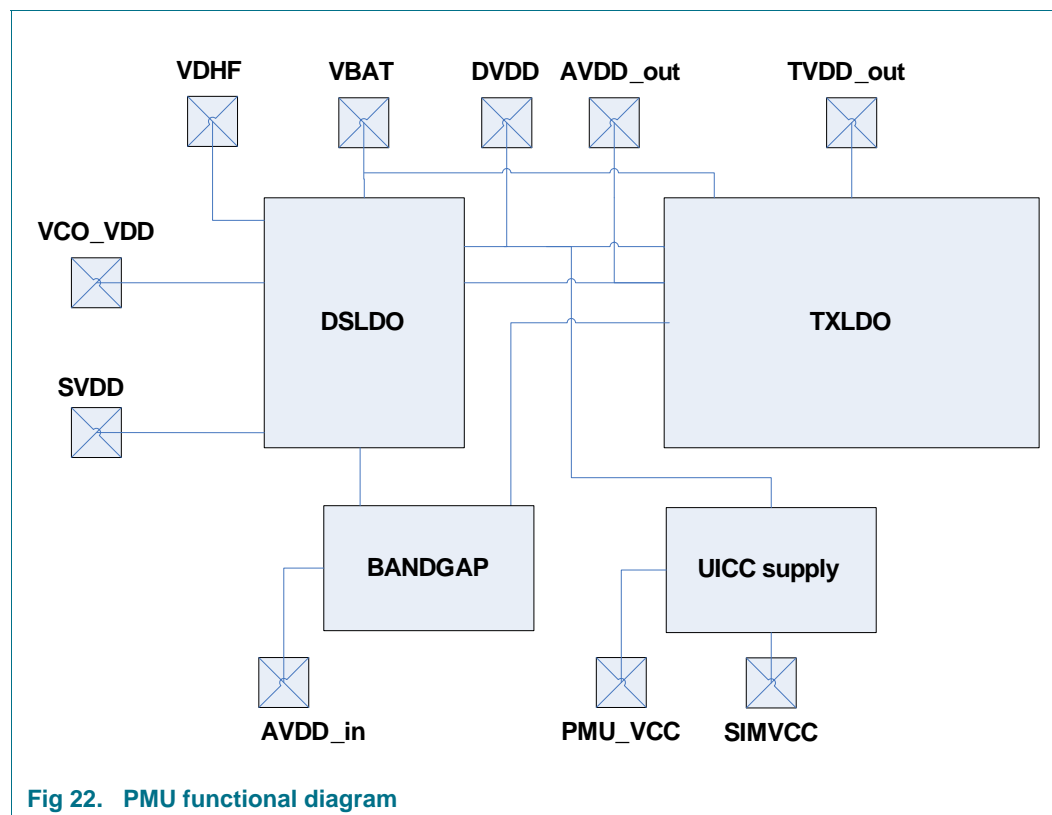 VDHF VBAT DVDD AVDD_out TVDD_out
VCO_VDD
DSLDO TXLDO
SVDD
BANDGAP UICC supply
AVDD_in PMU_VCC SIMVCC
Fig 22. PMU functional diagram